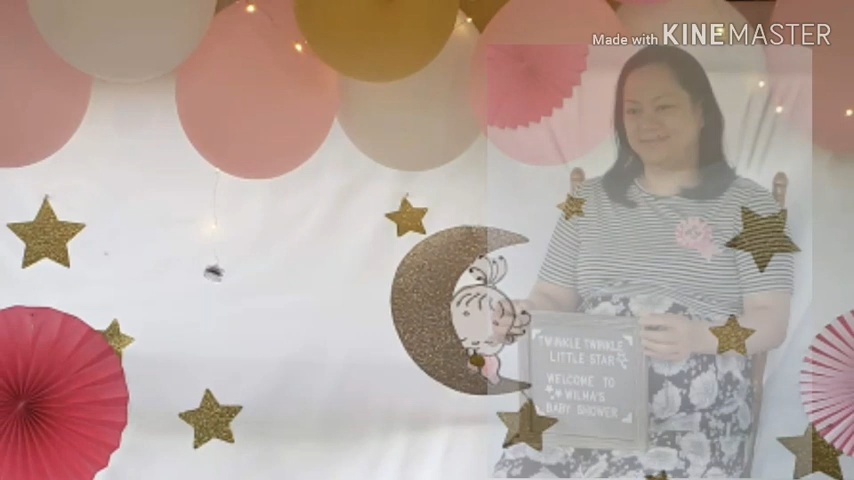 Made with KINEMASTER
TWINKLE TWINKLE
LITTLE STAR
WELCOME TO
WILMA'S
BABY SHOWER